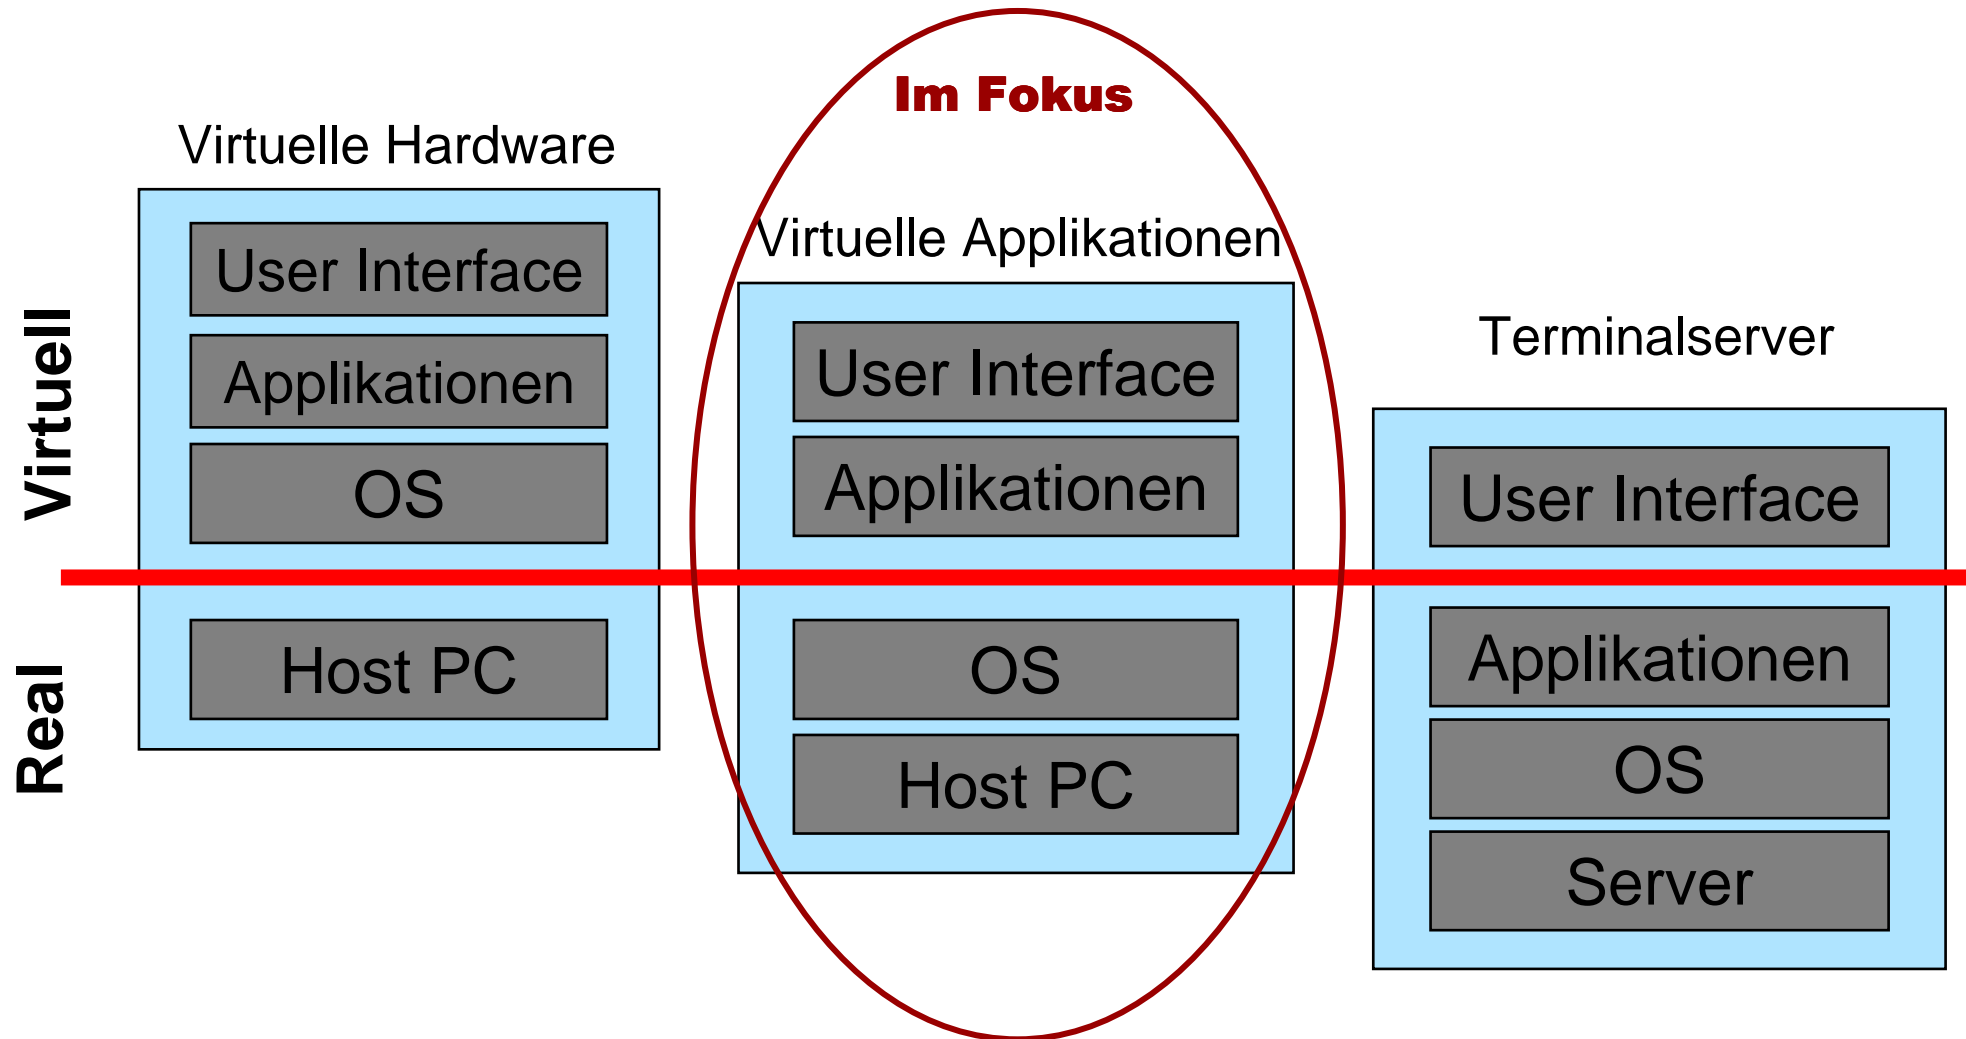 Im Fokus
Virtuell
Real
Virtuelle Hardware
User Interface
Applikationen
OS
Host PC
Virtuelle Applikationen
User Interface
Applikationen
OS
Host PC
Terminalserver
User Interface
Applikationen
OS
Server